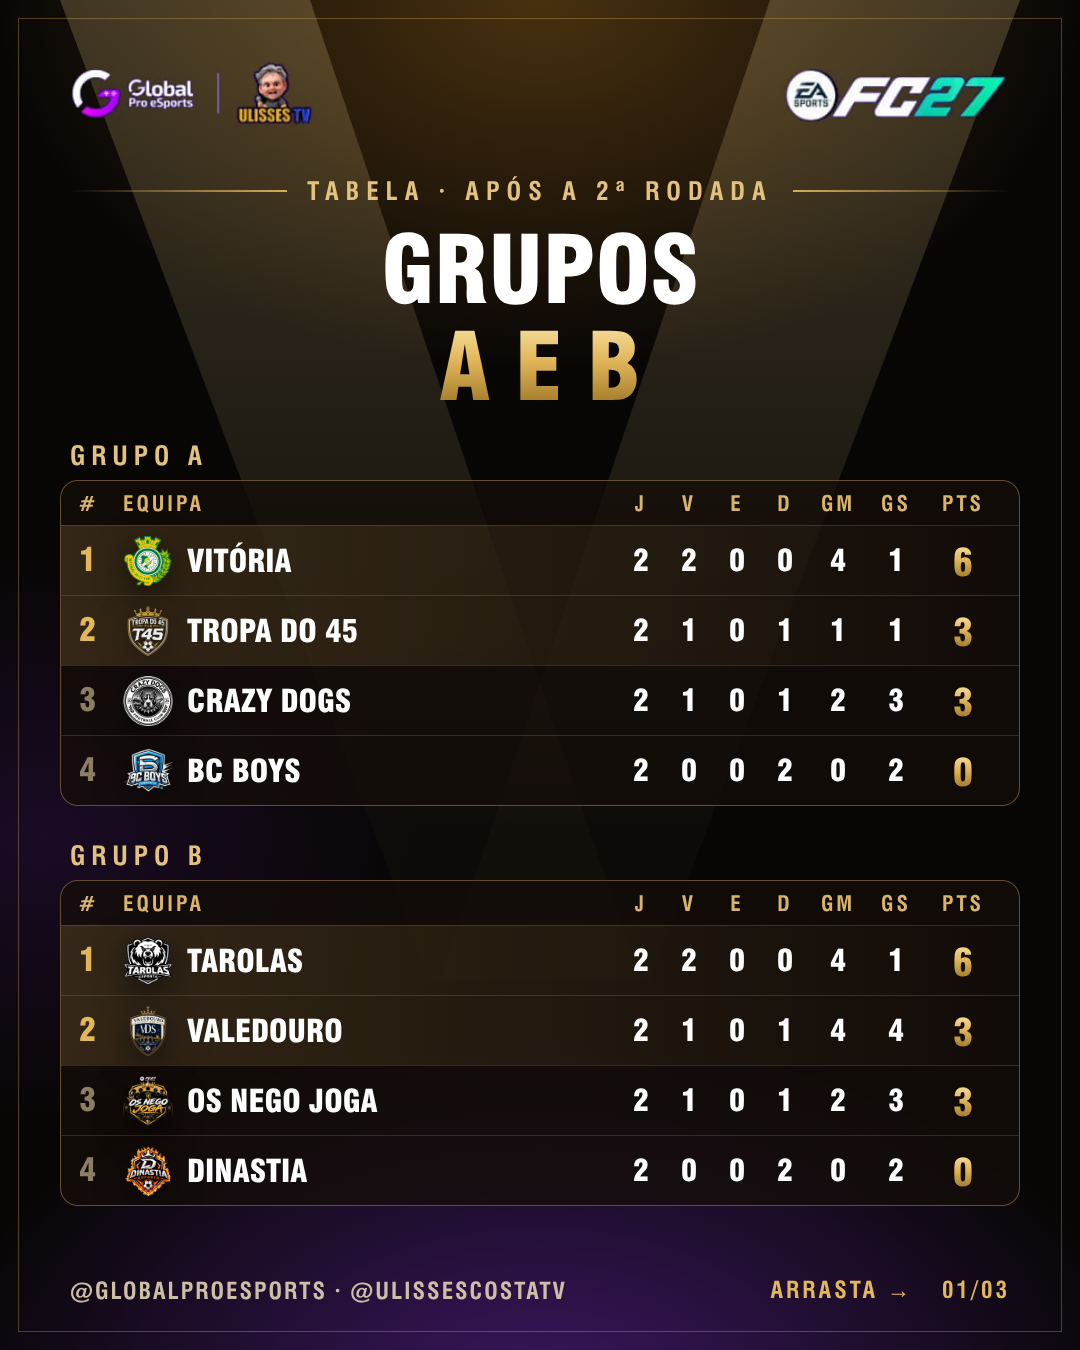 Global
Pro eSports
ULISSES TV
EA
SPORTS
FC27
TABELA · APÓS A 2ª RODADA
GRUPOS
A E B
GRUPO A
# EQUIPA J V E D GM GS PTS
1 VITÓRIA 2 2 0 0 4 1 6
2 TROPA DO 45 2 1 0 1 1 1 3
3 CRAZY DOGS 2 1 0 1 2 3 3
4 BC BOYS 2 0 0 2 0 2 0
GRUPO B
# EQUIPA J V E D GM GS PTS
1 TAROLAS 2 2 0 0 4 1 6
2 VALEDOURO 2 1 0 1 4 4 3
3 OS NEGO JOGA 2 1 0 1 2 3 3
4 DINASTIA 2 0 0 2 0 2 0
@GLOBALPROESPORTS · @ULISSESCOSTATV ARRASTA → 01/03